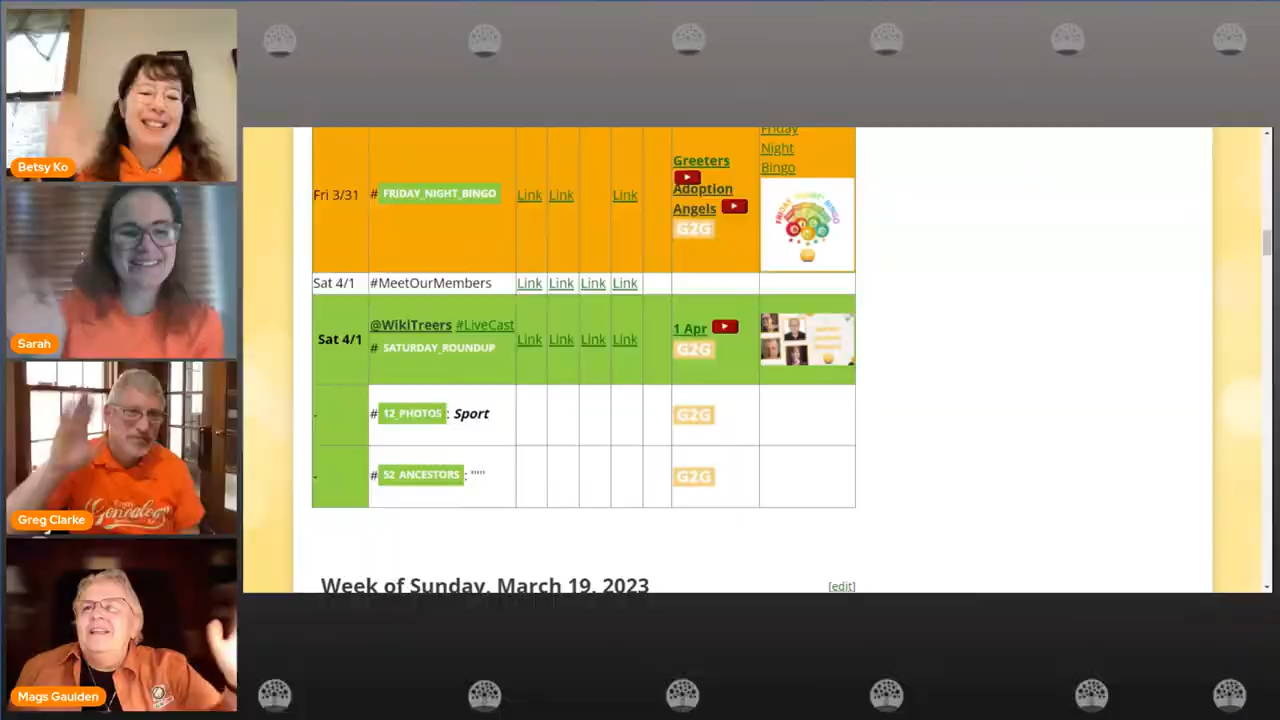 Betsy Ko
Sarah
Greg Clarke
Mags Gaulden
Friday
Night
Bingo
Greeters
Fri 3/31 # FRIDAY_NIGHT_BINGO Link Link Link
Adoption
Angels
G2G
Sat 4/1 #MeetOurMembers Link Link Link Link
@WikiTreers #LiveCast
Sat 4/1 # SATURDAY_ROUNDUP Link Link Link Link
1 Apr
G2G
- # 12_PHOTOS: Sport G2G
- # 52_ANCESTORS: """ G2G
Week of Sunday, March 19, 2023 [edit]